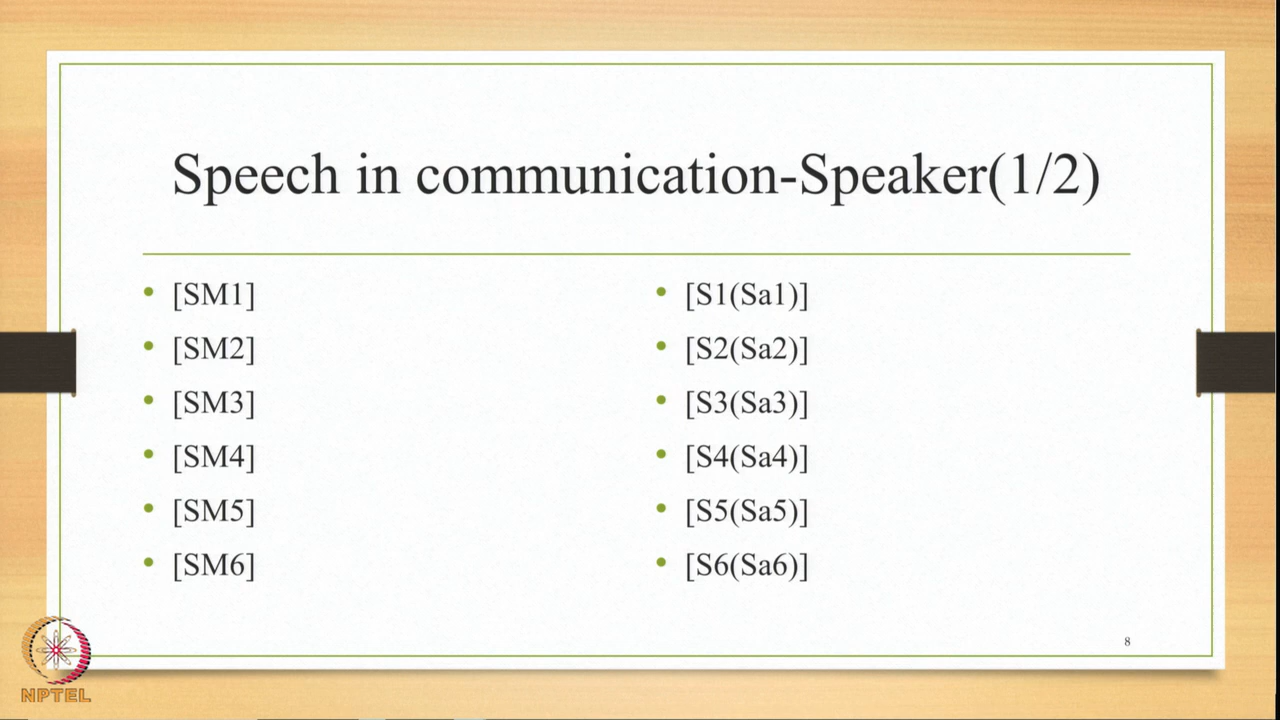 Speech in communication-Speaker(1/2)
• [SM1]
• [SM2]
• [SM3]
• [SM4]
• [SM5]
• [SM6]
• [S1(Sa1)]
• [S2(Sa2)]
• [S3(Sa3)]
• [S4(Sa4)]
• [S5(Sa5)]
• [S6(Sa6)]
8
NPTEL